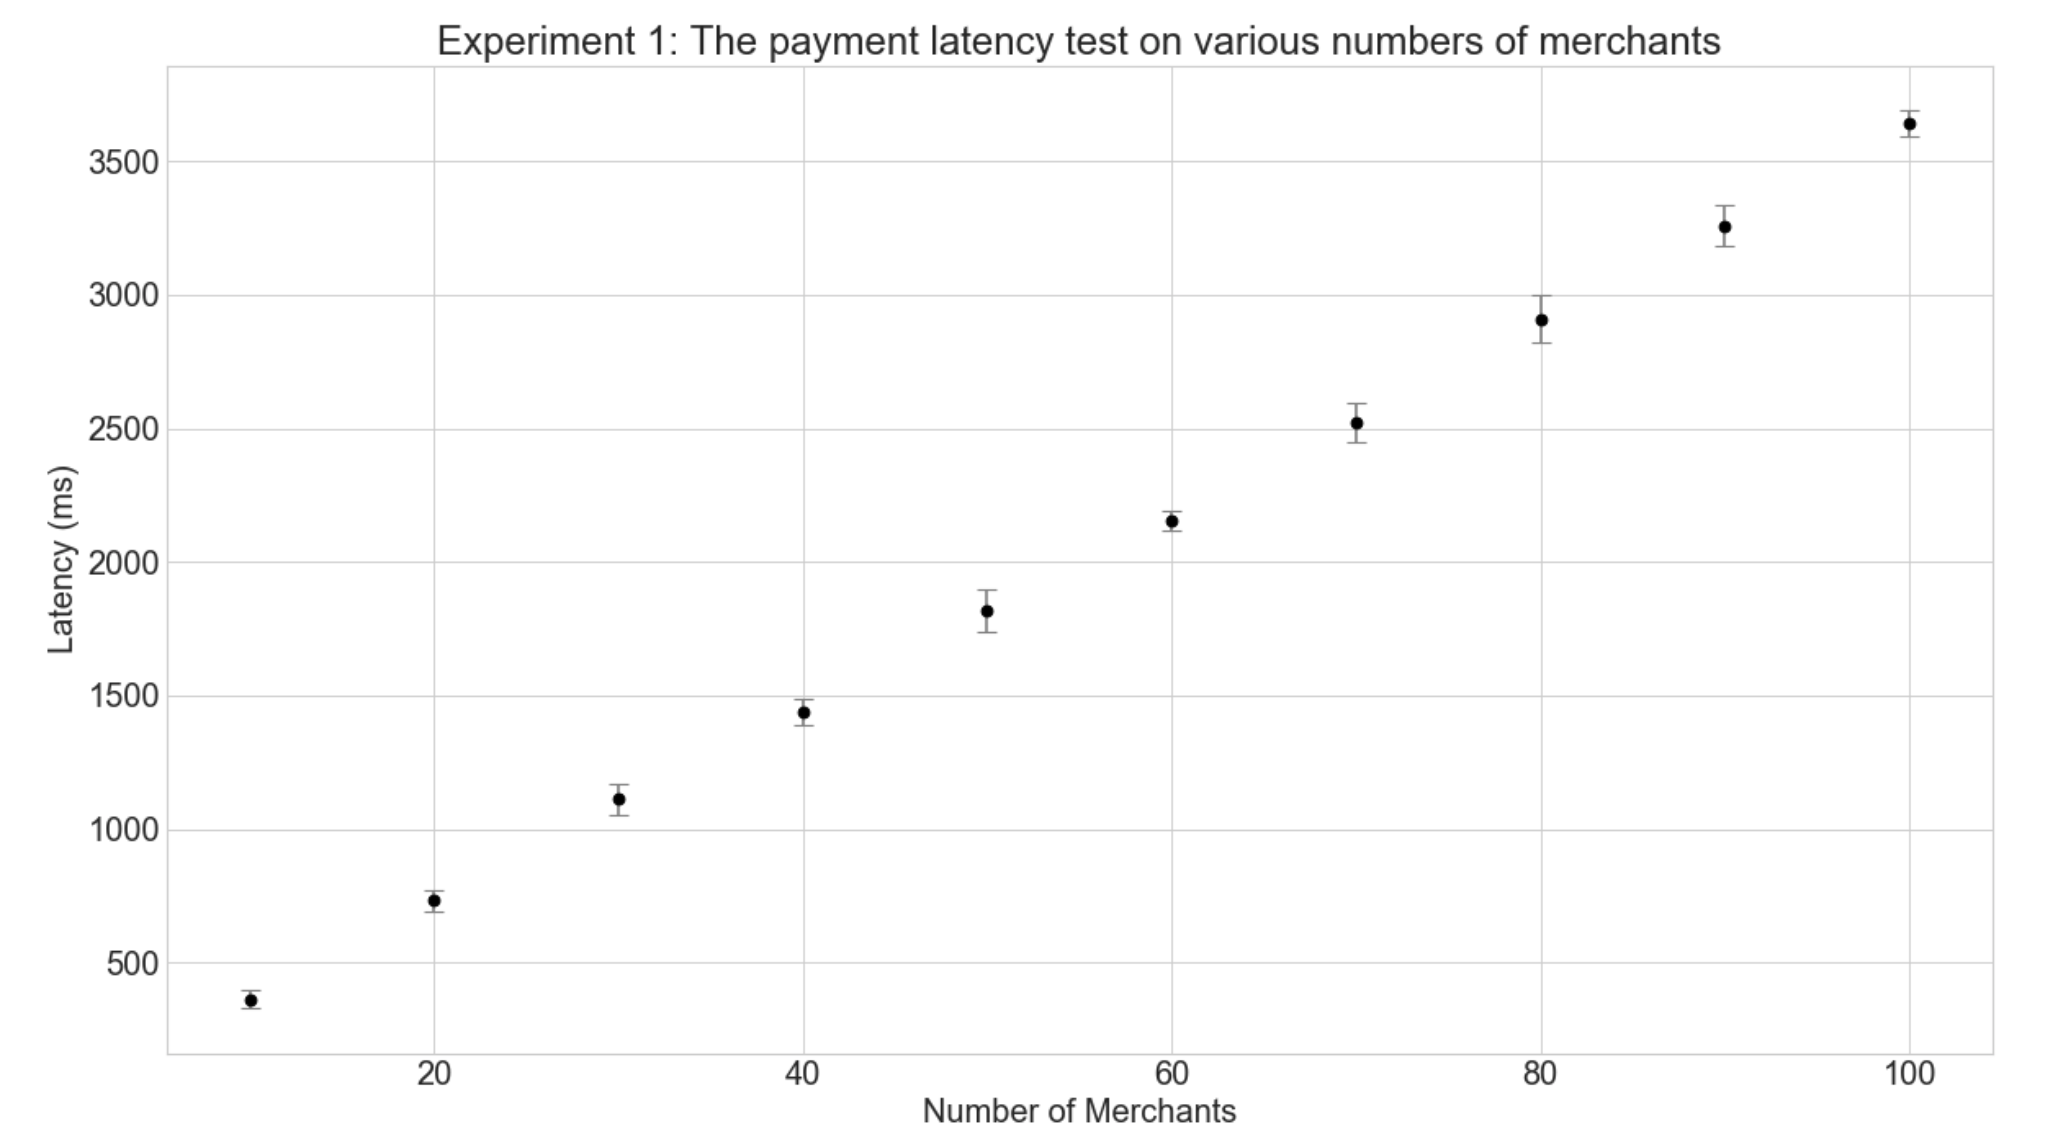 Experiment 1: The payment latency test on various numbers of merchants
3500
3000
2500
2000
1500
1000
500
Latency (ms)
20 40 60 80 100
Number of Merchants